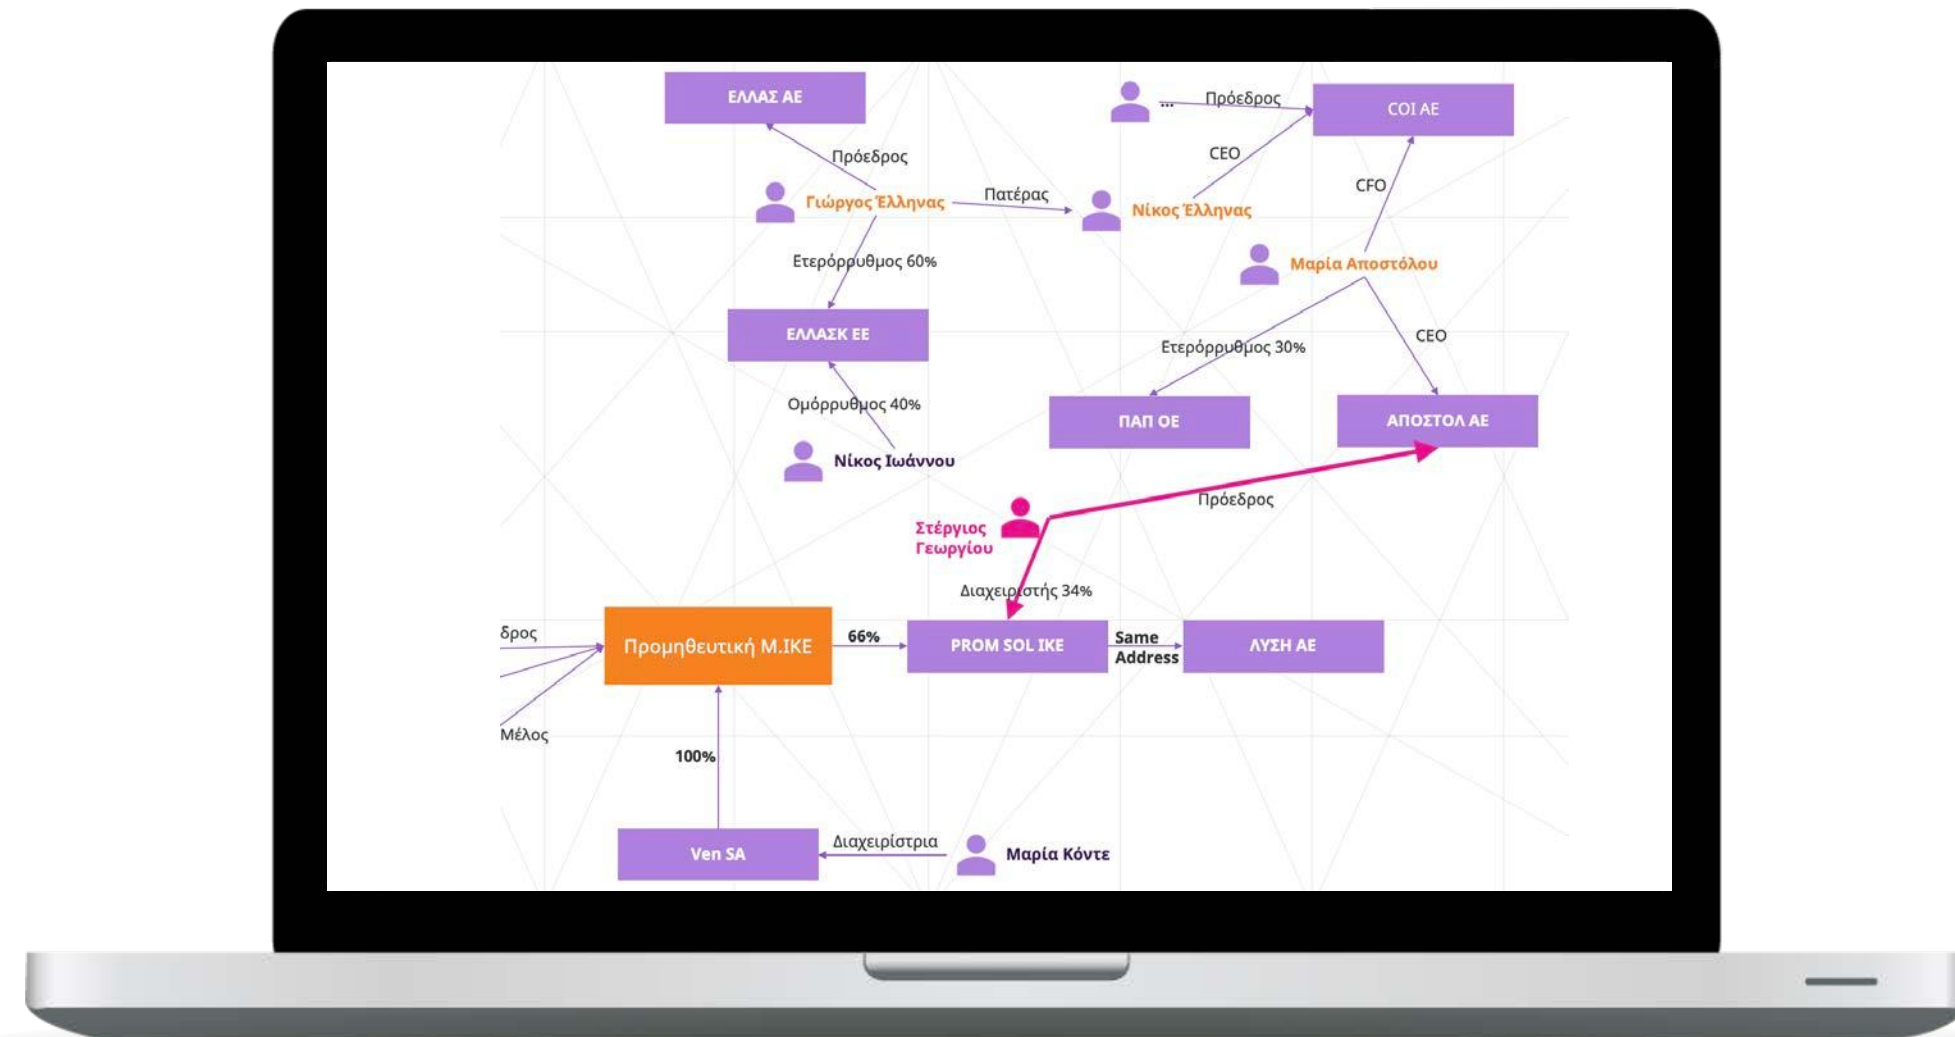 ΕΛΛΑΣ ΑΕ
... Πρόεδρος
COI AE
Πρόεδρος
CEO
CFO
Γιώργος Έλληνας
Πατέρας
Νίκος Έλληνας
Ετερόρρυθμος 60%
Μαρία Αποστόλου
ΕΛΛΑΣΚ ΕΕ
CEO
Ετερόρρυθμος 30%
Ομόρρυθμος 40%
ΠΑΠ ΟΕ
ΑΠΟΣΤΟΛ ΑΕ
Νίκος Ιωάννου
Πρόεδρος
Στέργιος
Γεωργίου
Διαχειριστής 34%
δρος
Προμηθευτική Μ.ΙΚΕ
66%
PROM SOL IKE
Same
Address
ΛΥΣΗ ΑΕ
Μέλος
100%
Ven SA
Διαχειρίστρια
Μαρία Κόντε